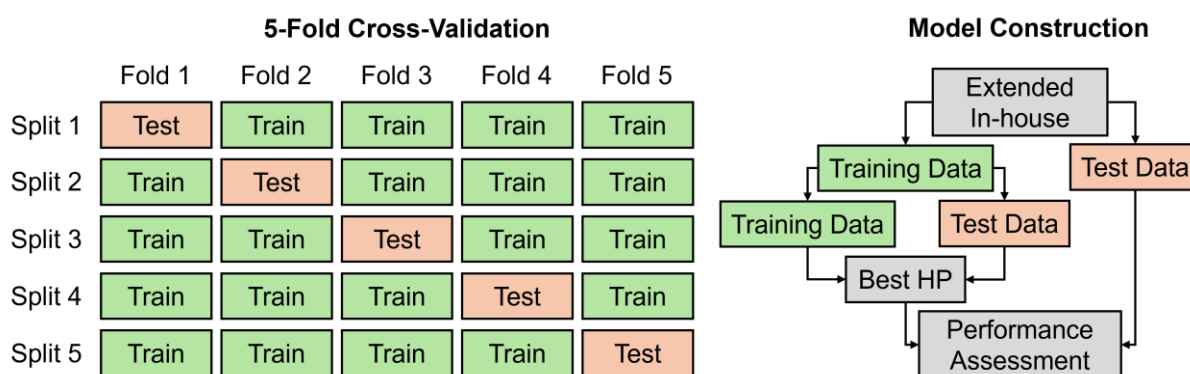 5-Fold Cross-Validation
Fold 1 Fold 2 Fold 3 Fold 4 Fold 5
Split 1 Test Train Train Train Train
Split 2 Train Test Train Train Train
Split 3 Train Train Test Train Train
Split 4 Train Train Train Test Train
Split 5 Train Train Train Train Test
Model Construction
Extended
In-house
Training Data
Test Data
Training Data
Test Data
Best HP
Performance
Assessment